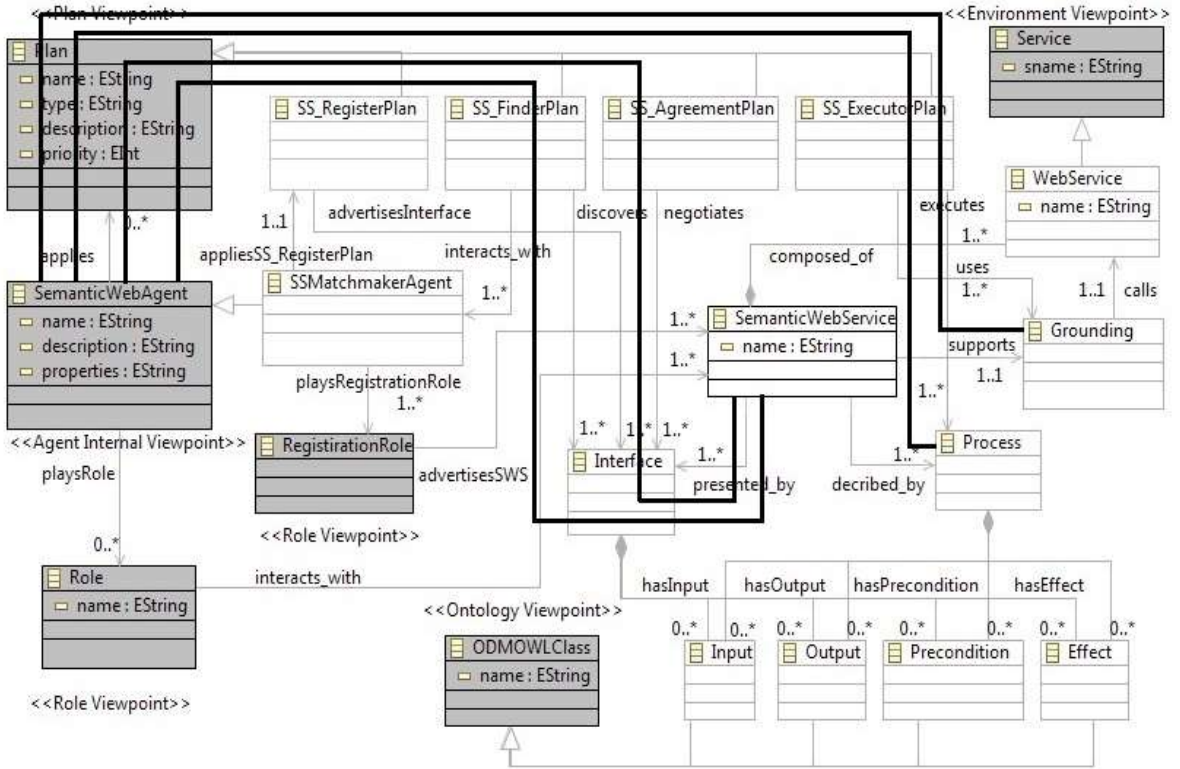 <<Plan Viewpoint>>
<<Environment Viewpoint>>
Plan
name : EString
type : EString
description : EString
priority : EInt
Service
sname : EString
SS_RegisterPlan
SS_FinderPlan
SS_AgreementPlan
SS_ExecutorPlan
WebService
name : EString
0..*
applies
1..1
appliesSS_RegisterPlan
advertisesInterface
interacts_with
1..*
discovers
negotiates
executes
1..*
composed_of
uses
1..*
1..1
calls
SemanticWebAgent
name : EString
description : EString
properties : EString
SSMatchmakerAgent
SemanticWebService
name : EString
1..*
1..*
Grounding
supports
1..1
<<Agent Internal Viewpoint>>
playsRole
playsRegistrationRole
1..*
RegistirationRole
advertisesSWS
<<Role Viewpoint>>
1..*
1..*
1..*
Interface
1..*
presented_by
1..*
decribed_by
1..*
Process
0..*
Role
name : EString
interacts_with
<<Role Viewpoint>>
<<Ontology Viewpoint>>
ODMOWLClass
name : EString
hasInput
hasOutput
hasPrecondition
hasEffect
0..*
0..*
0..*
0..*
0..*
0..*
0..*
0..*
Input
Output
Precondition
Effect